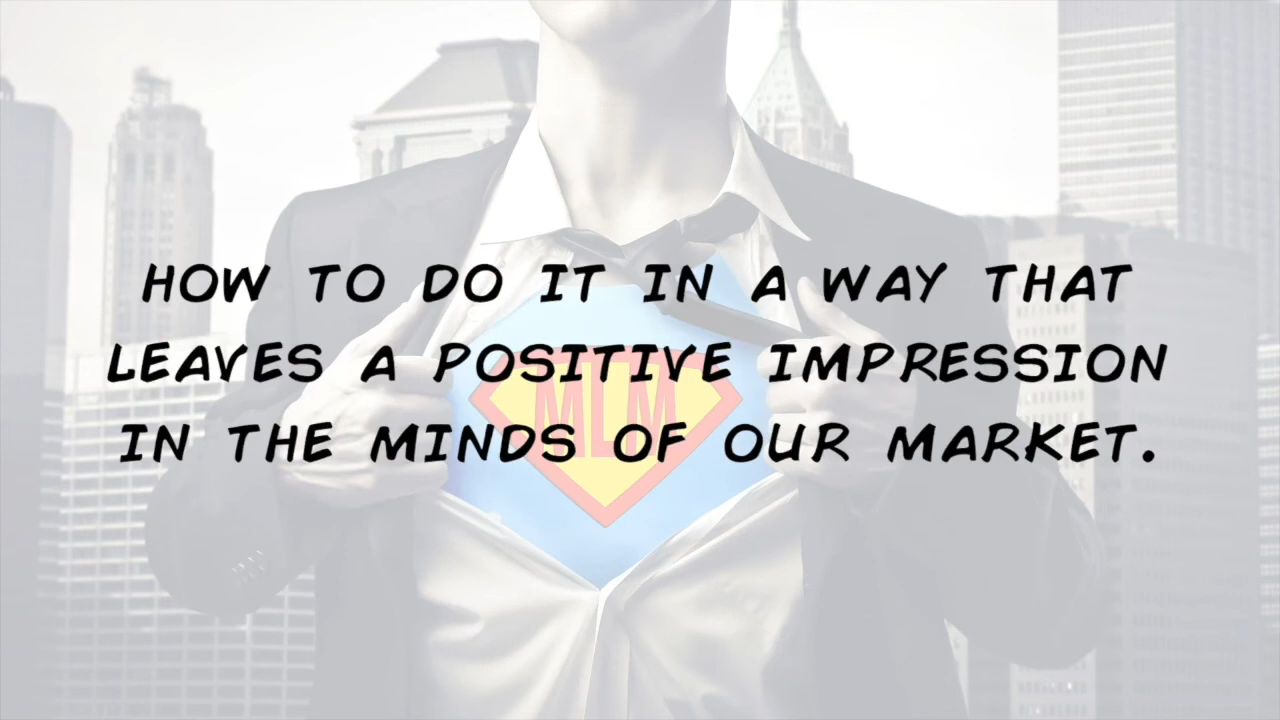 HOW TO DO IT IN A WAY THAT
LEAVES A POSITIVE IMPRESSION
MLM
IN THE MINDS OF OUR MARKET.